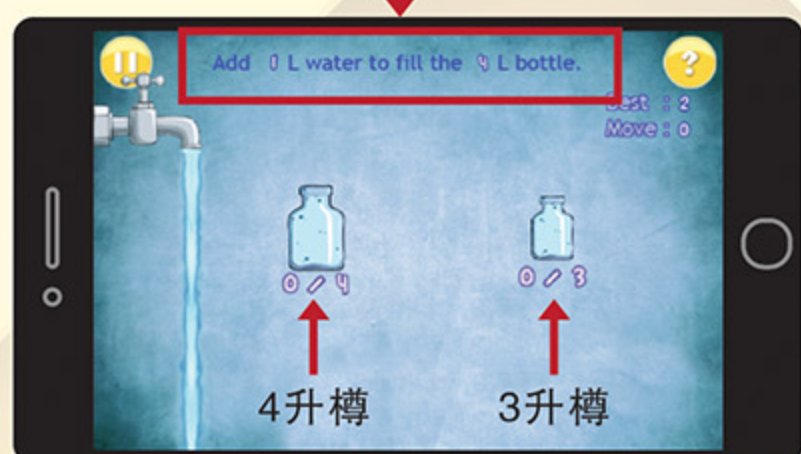 Add 1 L water to fill the 4 L bottle.
?
Best : 2
Move : 0
0 / 4
0 / 3
4升樽
3升樽